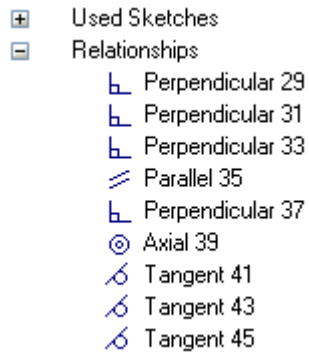 Used Sketches
Relationships
Perpendicular 29
Perpendicular 31
Perpendicular 33
Parallel 35
Perpendicular 37
Axial 39
Tangent 41
Tangent 43
Tangent 45